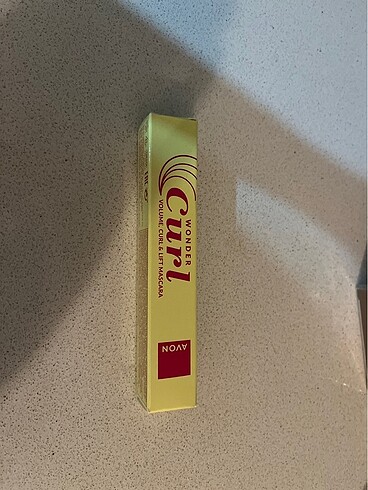 WONDER
Curl
VOLUME, CURL & LIFT MASCARA
AVON